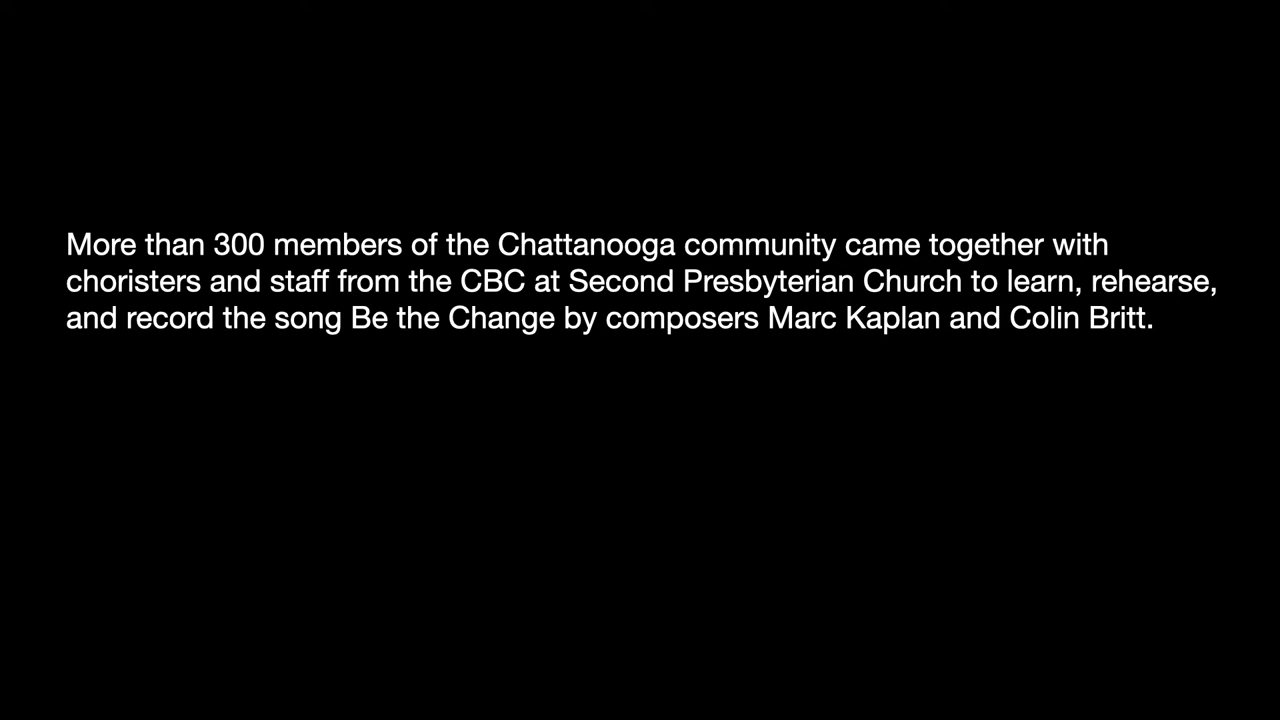 More than 300 members of the Chattanooga community came together with
choristers and staff from the CBC at Second Presbyterian Church to learn, rehearse,
and record the song Be the Change by composers Marc Kaplan and Colin Britt.